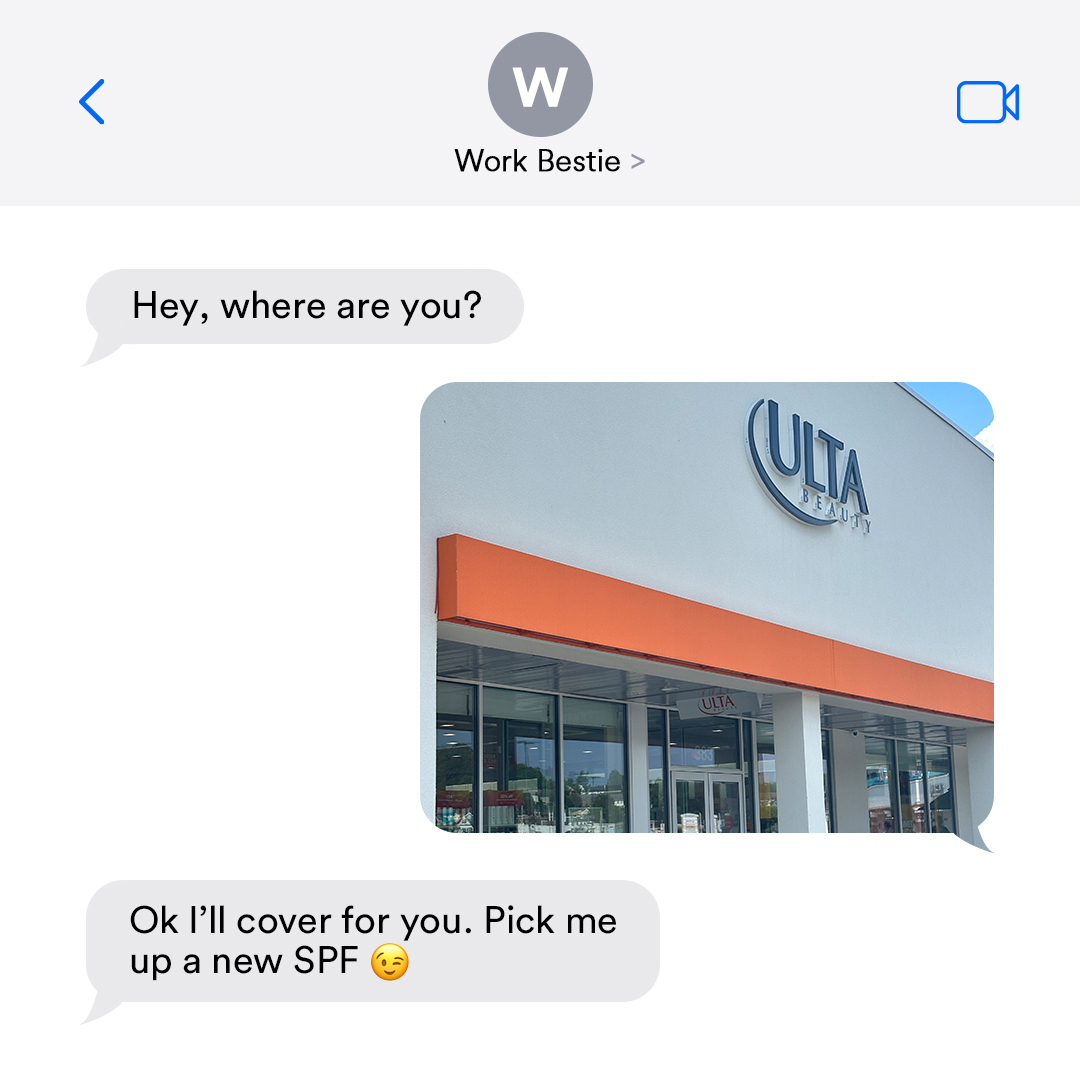 W
Work Bestie >
Hey, where are you?
ULTA
BEAUTY
ULTA
Ok I’ll cover for you. Pick me
up a new SPF 😉